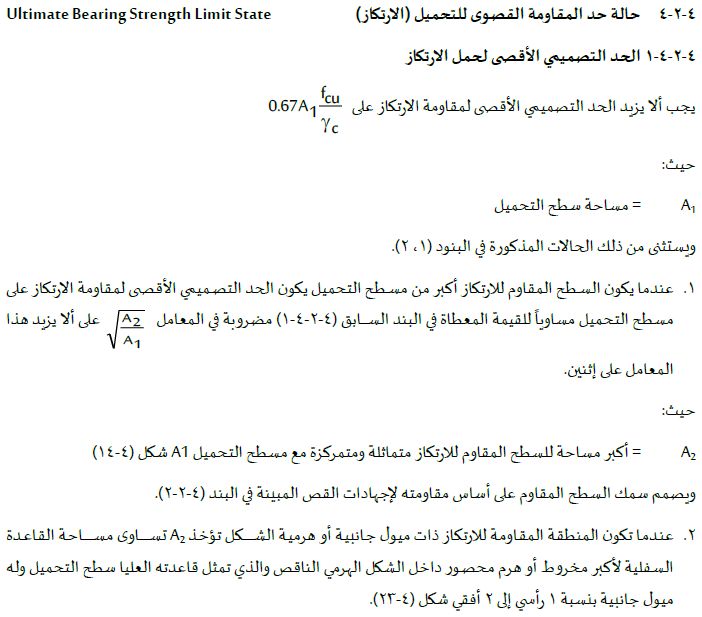 ٤-٢-٤ حالة حد المقاومة القصوى للتحميل (الارتكاز) Ultimate Bearing Strength Limit State
٤-٢-٤-١ الحد التصميمي الأقصى لحمل الارتكاز
يجب ألا يزيد الحد التصميمي الأقصى لمقاومة الارتكاز على 0.67A₁ fcu/γc
حيث:
A₁ = مساحة سطح التحميل
ويستثنى من ذلك الحالات المذكورة في البنود (١، ٢).
١. عندما يكون السطح المقاوم للارتكاز أكبر من مسطح التحميل يكون الحد التصميمي الأقصى لمقاومة الارتكاز على
مسطح التحميل مساوياً للقيمة المعطاة في البند السابق (٤-٢-٤-١) مضروبة في المعامل √(A₂/A₁) على ألا يزيد هذا
المعامل على إثنين.
حيث:
A₂ = أكبر مساحة للسطح المقاوم للارتكاز متماثلة ومتمركزة مع مسطح التحميل A1 شكل (٤-١٤)
ويصمم سمك السطح المقاوم على أساس مقاومته لإجهادات القص المبينة في البند (٤-٢-٢).
٢. عندما تكون المنطقة المقاومة للارتكاز ذات ميول جانبية أو هرمية الشكل تؤخذ A₂ تساوى مساحة القاعدة
السفلية لأكبر مخروط أو هرم محصور داخل الشكل الهرمي الناقص والذي تمثل قاعدته العليا سطح التحميل وله
ميول جانبية بنسبة ١ رأسي إلى ٢ أفقي شكل (٤-٢٣).